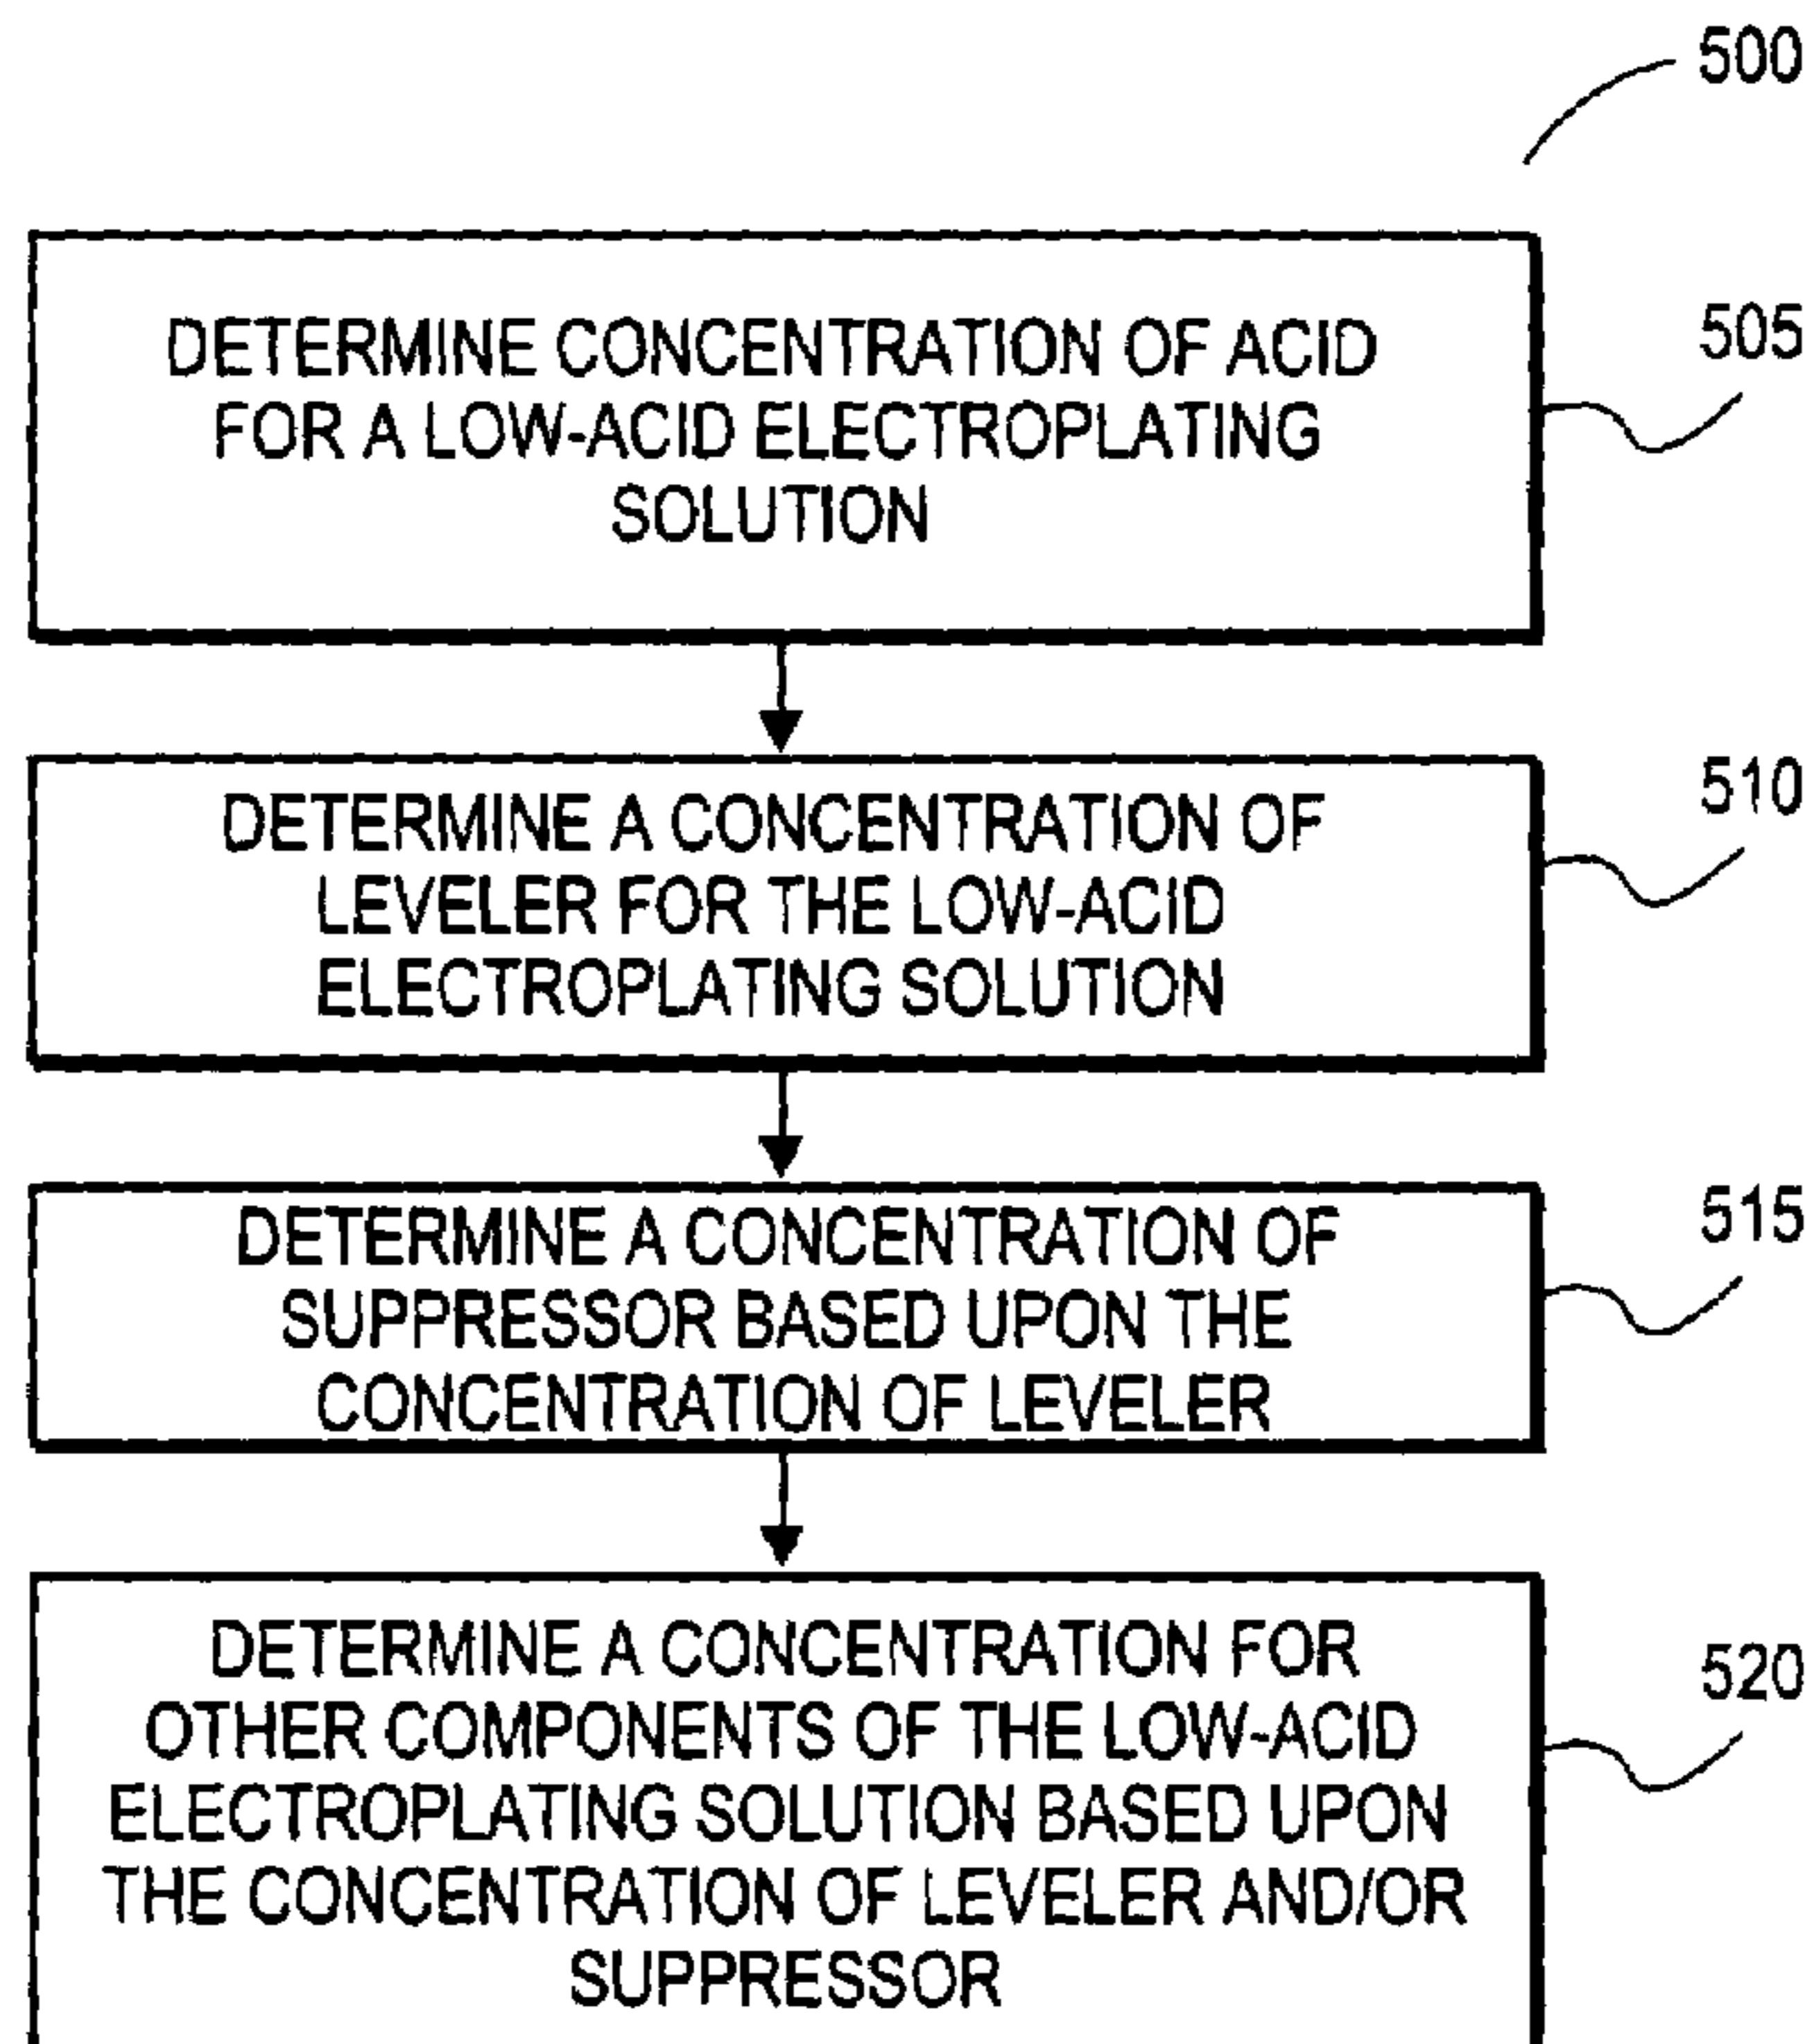 500
DETERMINE CONCENTRATION OF ACID
FOR A LOW-ACID ELECTROPLATING
SOLUTION
505
DETERMINE A CONCENTRATION OF
LEVELER FOR THE LOW-ACID
ELECTROPLATING SOLUTION
510
DETERMINE A CONCENTRATION OF
SUPPRESSOR BASED UPON THE
CONCENTRATION OF LEVELER
515
DETERMINE A CONCENTRATION FOR
OTHER COMPONENTS OF THE LOW-ACID
ELECTROPLATING SOLUTION BASED UPON
THE CONCENTRATION OF LEVELER AND/OR
SUPPRESSOR
520